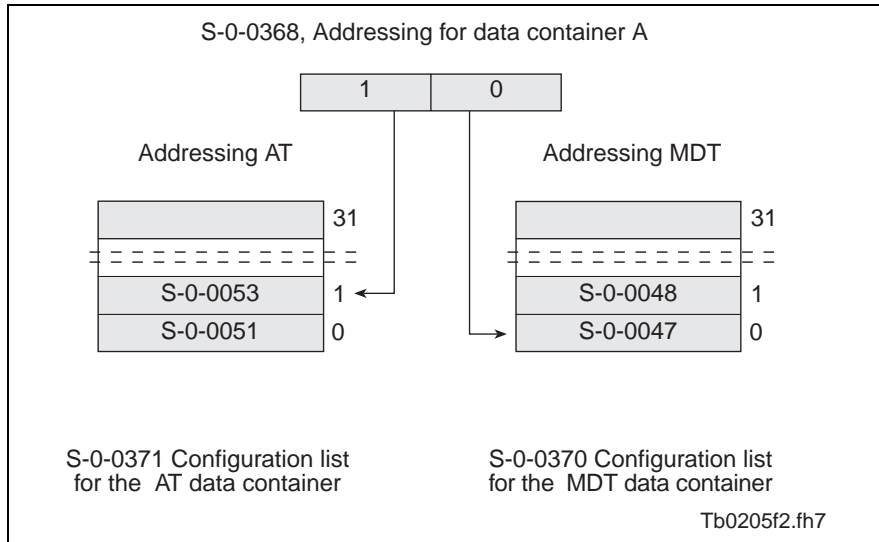 S-0-0368, Addressing for data container A
1 0
Addressing AT Addressing MDT
31 31
S-0-0053 1 S-0-0048 1
S-0-0051 0 S-0-0047 0
S-0-0371 Configuration list
for the AT data container
S-0-0370 Configuration list
for the MDT data container
Tb0205f2.fh7